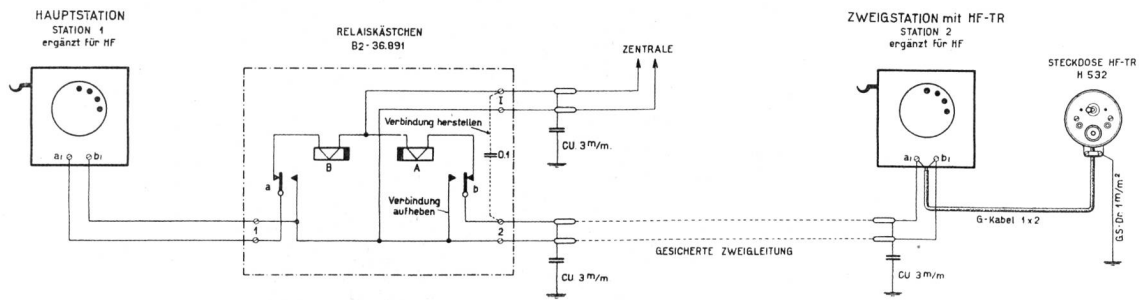 HAUPTSTATION
STATION 1
ergänzt für HF
a₁ b₁
RELAISKÄSTCHEN
B2-36.891
ZENTRALE
I
Verbindung herstellen
0,1
CU. 3 m/m.
B
A
a
b
Verbindung
aufheben
1
2
CU 3 m/m
GESICHERTE ZWEIGLEITUNG
ZWEIGSTATION mit HF-TR
STATION 2
ergänzt für HF
a₁ b₁
STECKDOSE HF-TR
H 532
G-Kabel 1x2
GS-Dr. 1 m/m²
CU 3 m/m